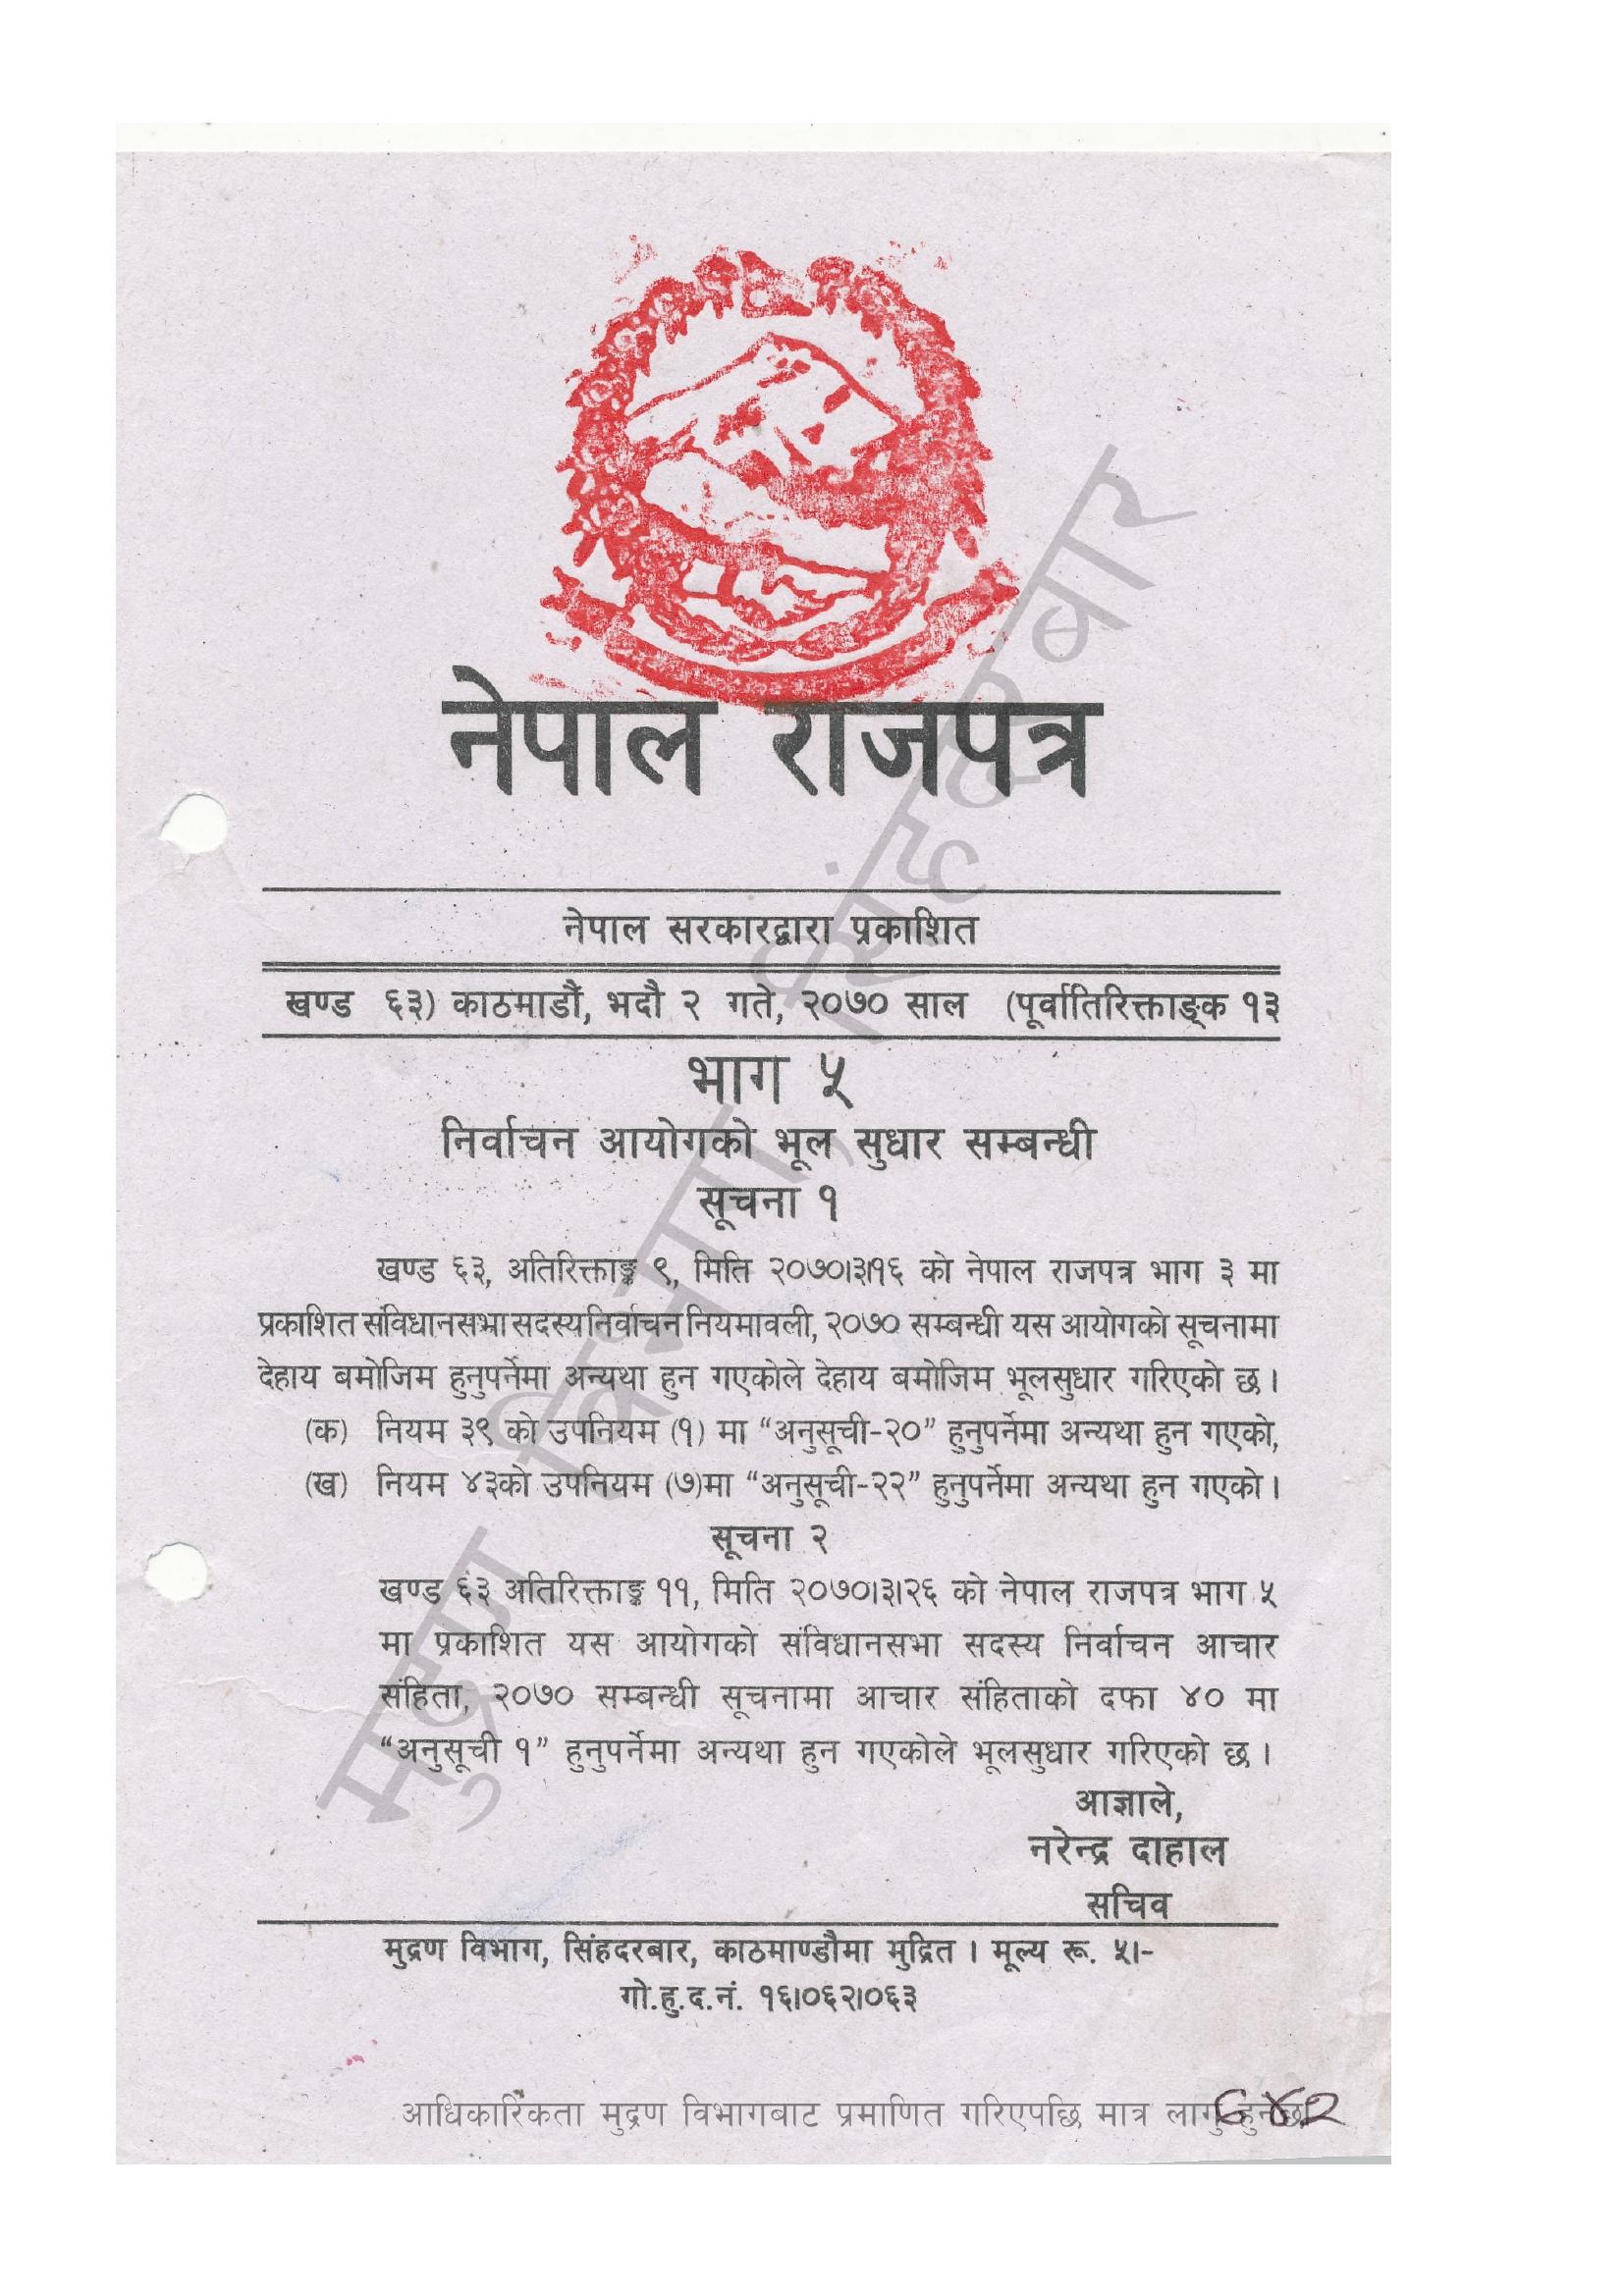 नेपाल राजपत्र
नेपाल सरकारद्वारा प्रकाशित
खण्ड ६३) काठमाडौं, भदौ २ गते, २०७० साल (पूर्वातिरिक्ताङ्क १३
भाग ५
निर्वाचन आयोगको भूल सुधार सम्बन्धी
सूचना १
खण्ड ६३, अतिरिक्ताङ्क ९, मिति २०७०।३।१६ को नेपाल राजपत्र भाग ३ मा
प्रकाशित संविधानसभा सदस्य निर्वाचन नियमावली, २०७० सम्बन्धी यस आयोगको सूचनामा
देहाय बमोजिम हुनुपर्नेमा अन्यथा हुन गएकोले देहाय बमोजिम भूलसुधार गरिएको छ ।
(क) नियम ३९ को उपनियम (१) मा “अनुसूची-२०” हुनुपर्नेमा अन्यथा हुन गएको,
(ख) नियम ४३को उपनियम (७)मा “अनुसूची-२२” हुनुपर्नेमा अन्यथा हुन गएको ।
सूचना २
खण्ड ६३ अतिरिक्ताङ्क ११, मिति २०७०।३।२६ को नेपाल राजपत्र भाग ५
मा प्रकाशित यस आयोगको संविधानसभा सदस्य निर्वाचन आचार
संहिता, २०७० सम्बन्धी सूचनामा आचार संहिताको दफा ४० मा
“अनुसूची १” हुनुपर्नेमा अन्यथा हुन गएकोले भूलसुधार गरिएको छ ।
आज्ञाले,
नरेन्द्र दाहाल
सचिव
मुद्रण विभाग, सिंहदरबार, काठमाण्डौमा मुद्रित । मूल्य रू. ५।-
गो.हु.द.नं. १६।०६२।०६३
आधिकारिकता मुद्रण विभागबाट प्रमाणित गरिएपछि मात्र लागु हुनेछ
मुद्रण विभाग, सिंहदरबार